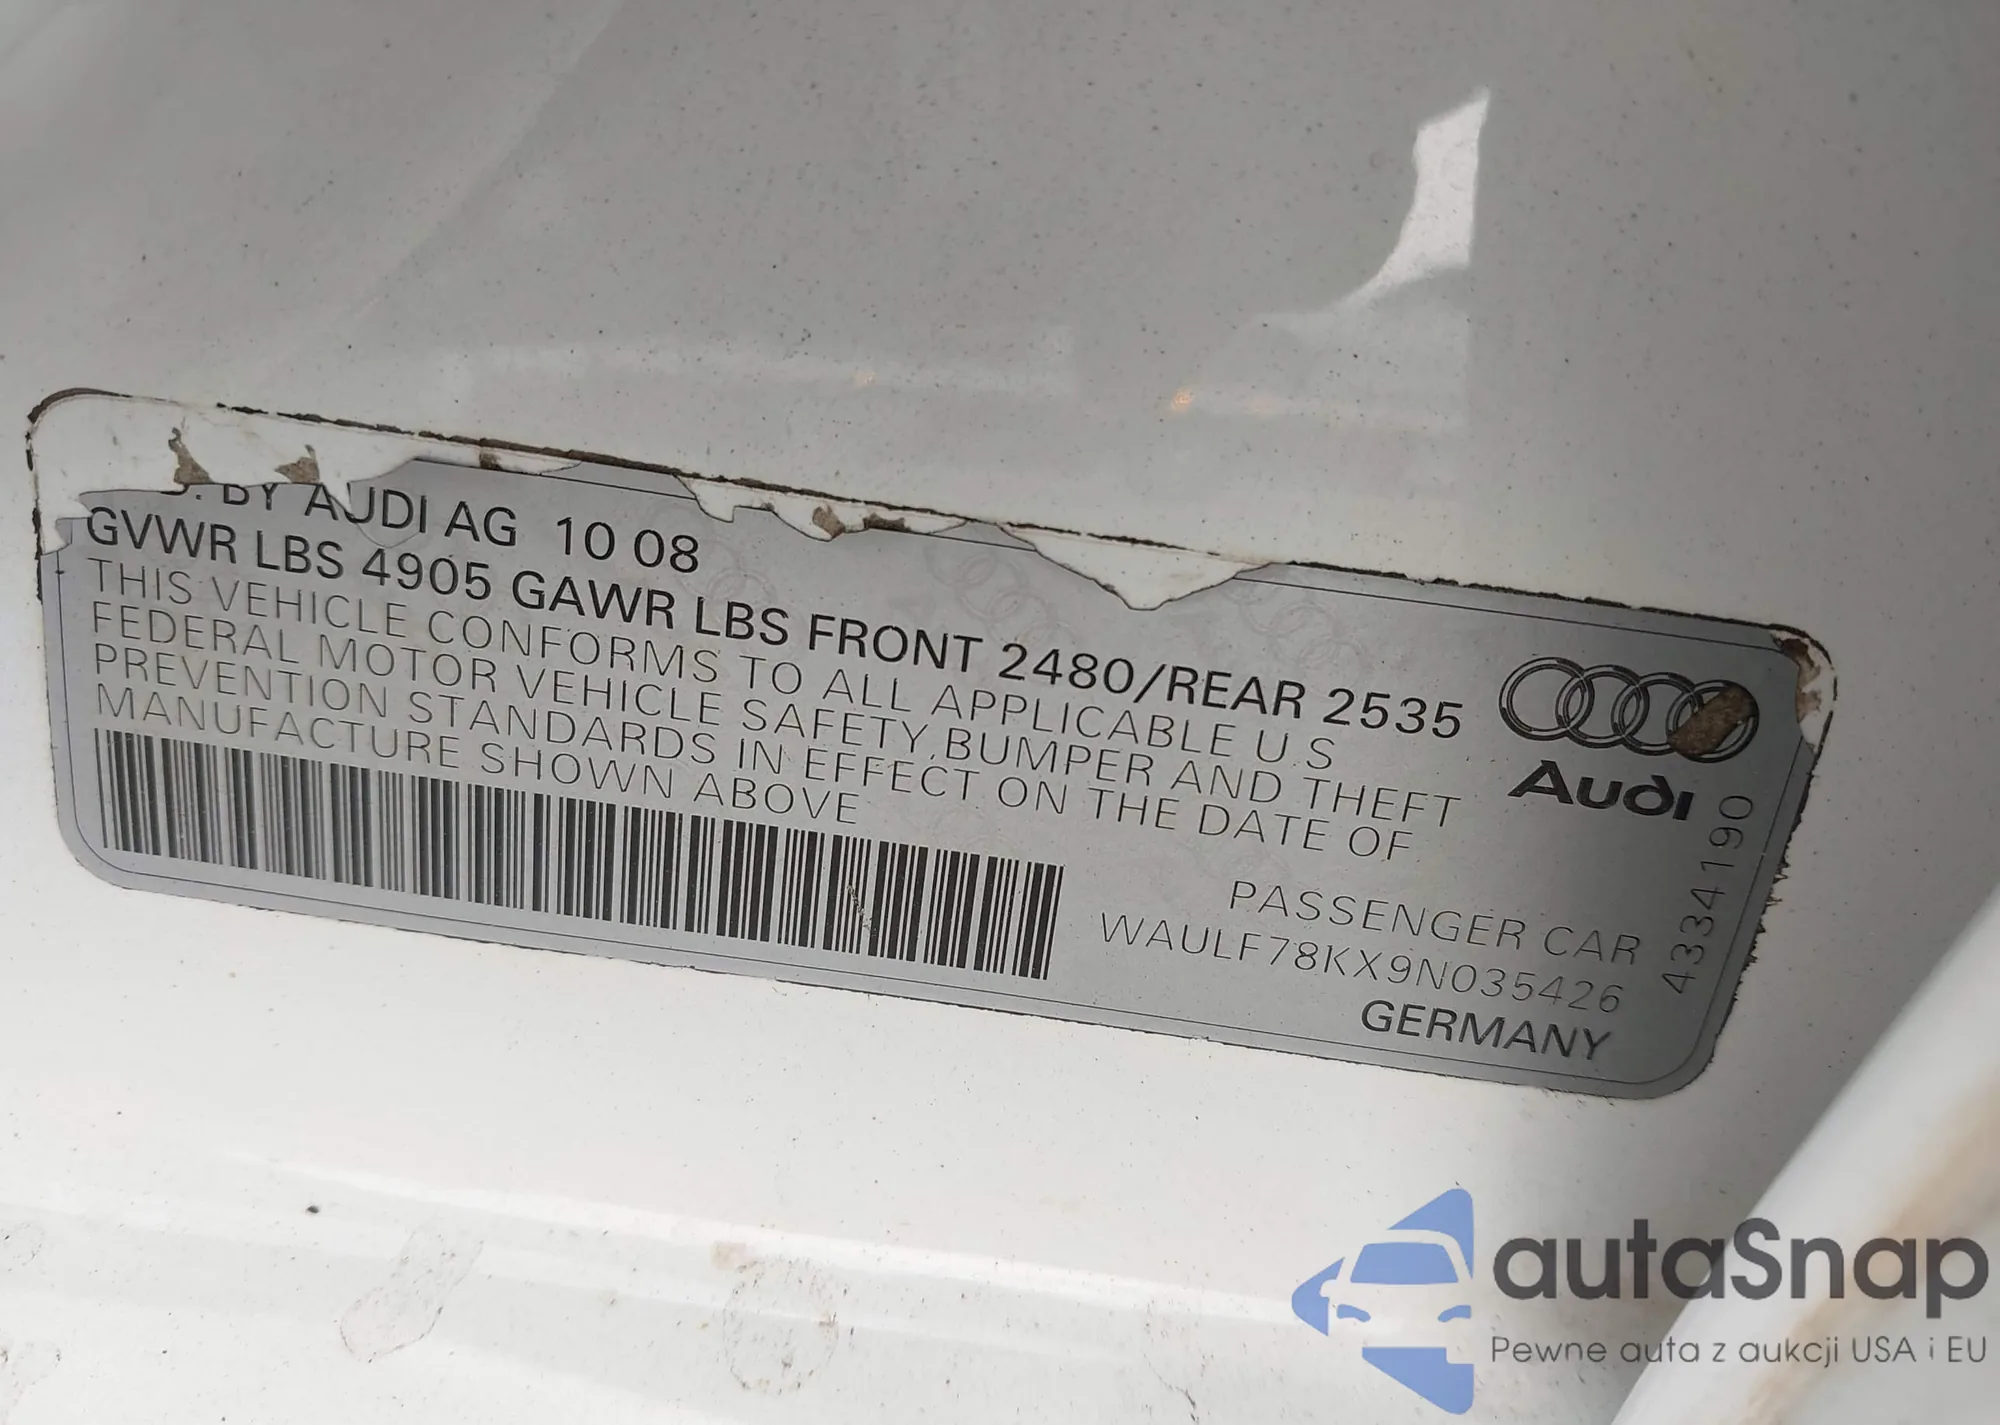 D. BY AUDI AG 10 08
GVWR LBS 4905 GAWR LBS FRONT 2480/REAR 2535
THIS VEHICLE CONFORMS TO ALL APPLICABLE U.S
FEDERAL MOTOR VEHICLE SAFETY, BUMPER AND THEFT
PREVENTION STANDARDS IN EFFECT ON THE DATE OF
MANUFACTURE SHOWN ABOVE
Audi
4334190
PASSENGER CAR
WAULF78KX9N035426
GERMANY
autaSnap
Pewne auta z aukcji USA i EU